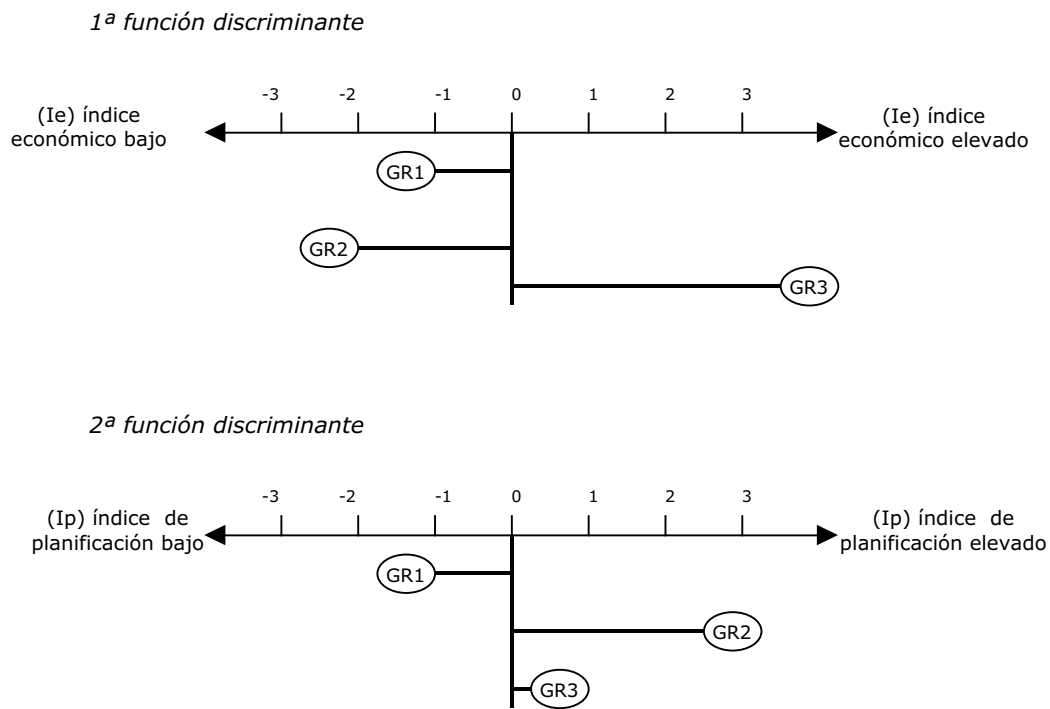 1ª función discriminante
-3 -2 -1 0 1 2 3
(Ie) índice
económico bajo
(Ie) índice
económico elevado
GR1
GR2
GR3
2ª función discriminante
-3 -2 -1 0 1 2 3
(Ip) índice de
planificación bajo
(Ip) índice de
planificación elevado
GR1
GR2
GR3